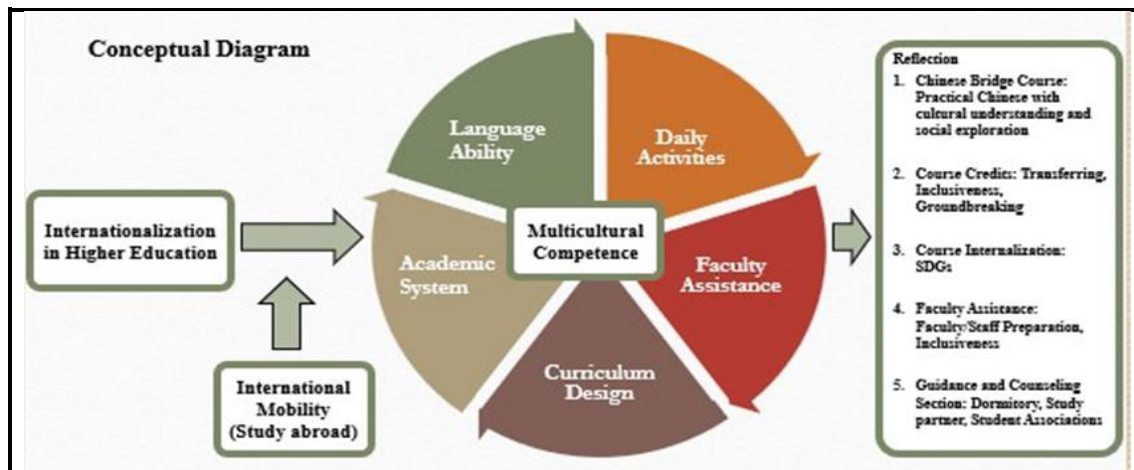 Conceptual Diagram
Internationalization
in Higher Education
International
Mobility
(Study abroad)
Language
Ability
Daily
Activities
Academic
System
Multicultural
Competence
Faculty
Assistance
Curriculum
Design
Reflection
1. Chinese Bridge Course:
Practical Chinese with
cultural understanding and
social exploration
2. Course Credits: Transferring,
Inclusiveness,
Groundbreaking
3. Course Internalization:
SDGs
4. Faculty Assistance:
Faculty/Staff Preparation,
Inclusiveness
5. Guidance and Counseling
Section: Dormitory, Study
partner, Student Associations